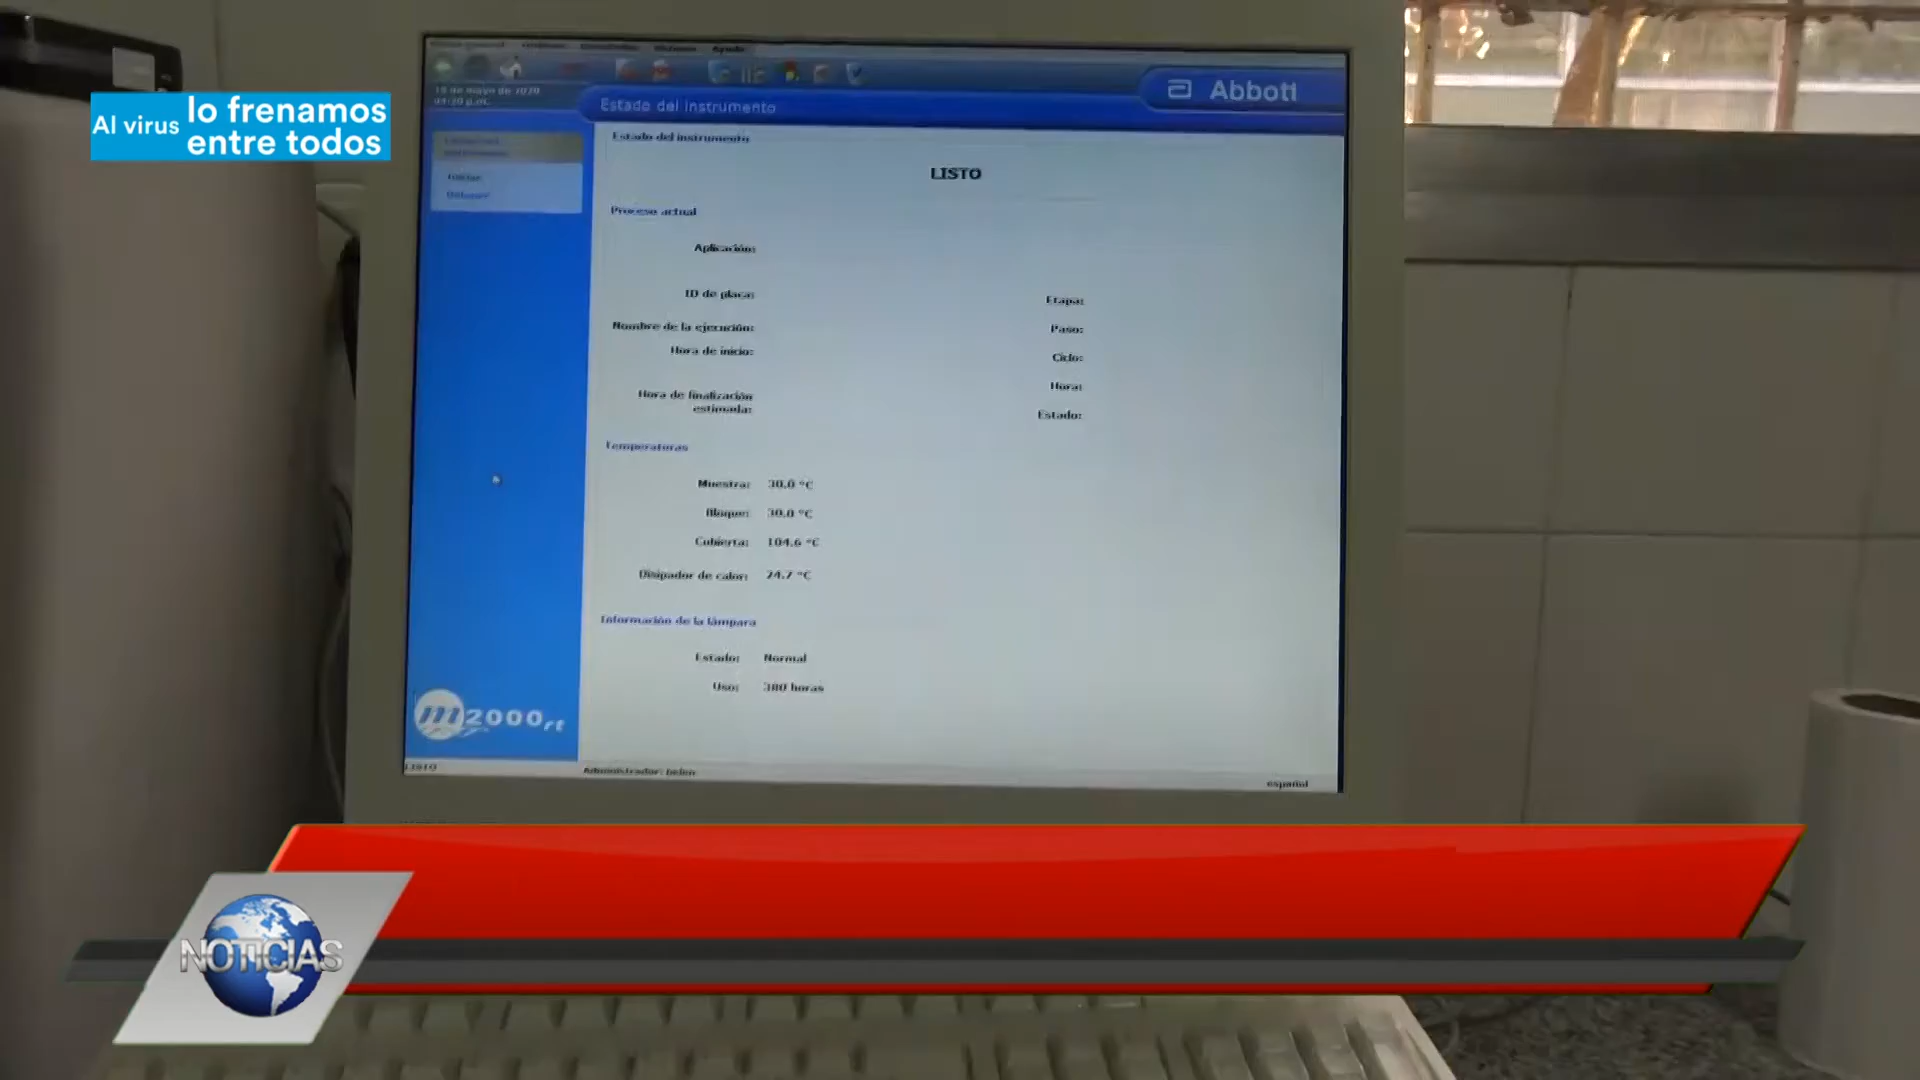 Al virus lo frenamos
entre todos
Ayuda
Abbott
Estado del instrumento
Estado del instrumento
LISTO
Proceso actual
Aplicación:
ID de placa:
Etapa:
Nombre de la ejecución:
Paso:
Hora de inicio:
Ciclo:
Hora:
Hora de finalización
estimada:
Estado:
Temperaturas
Muestra: 30.0 °C
Bloque: 30.0 °C
Cubierta: 104.6 °C
Disipador de calor: 24.7 °C
Información de la lámpara
Estado: Normal
Uso: 380 horas
m2000rt
LISTO
Administrador: belen
español
NOTICIAS